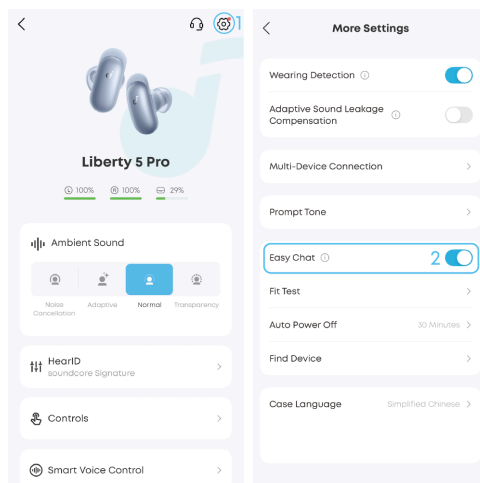 1
Liberty 5 Pro
L 100% R 100% 29%
Ambient Sound
Noise Cancellation
Adaptive
Normal
Transparency
HearID
soundcore Signature
Controls
Smart Voice Control
More Settings
Wearing Detection
Adaptive Sound Leakage
Compensation
Multi-Device Connection
Prompt Tone
Easy Chat 2
Fit Test
Auto Power Off 30 Minutes
Find Device
Case Language Simplified Chinese